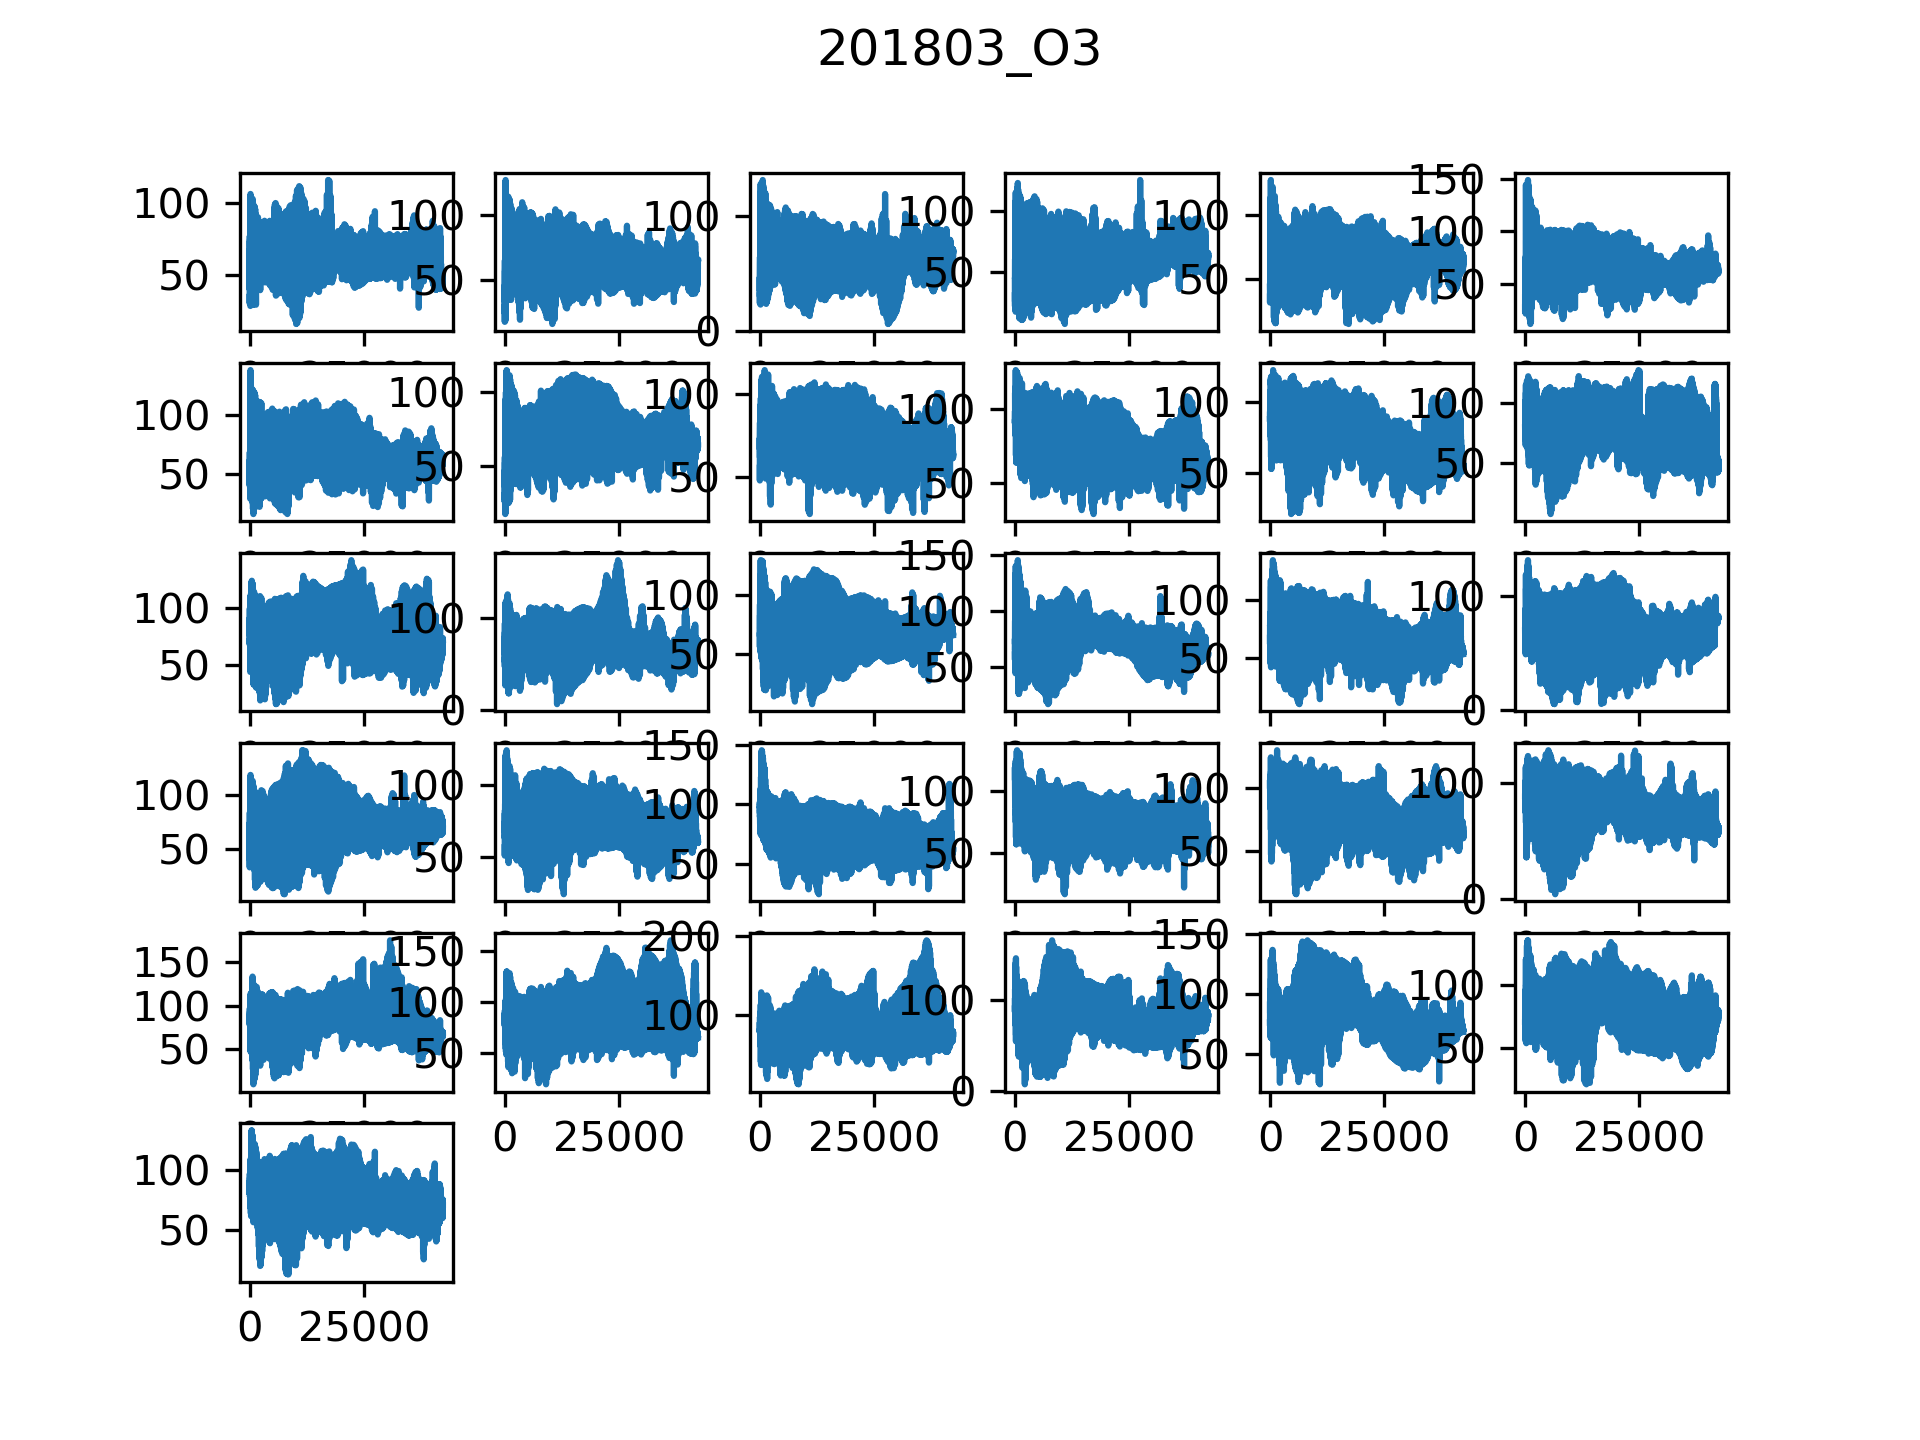 201803_O3
100 100 100 100 100 150
100
50 50 50 50 50 50
0
100 100 100 100 100 100
50 50 50 50 50 50
100 100 100 150 100 100
100
50 0 50 50 50 0
100 100 150 100 100 100
100
50 50 50 50 50 0
150 150 200 100 150 100
100 100 100 100
50 50 0 50 50
0 25000 0 25000 0 25000 0 25000 0 25000
100
50
0 25000